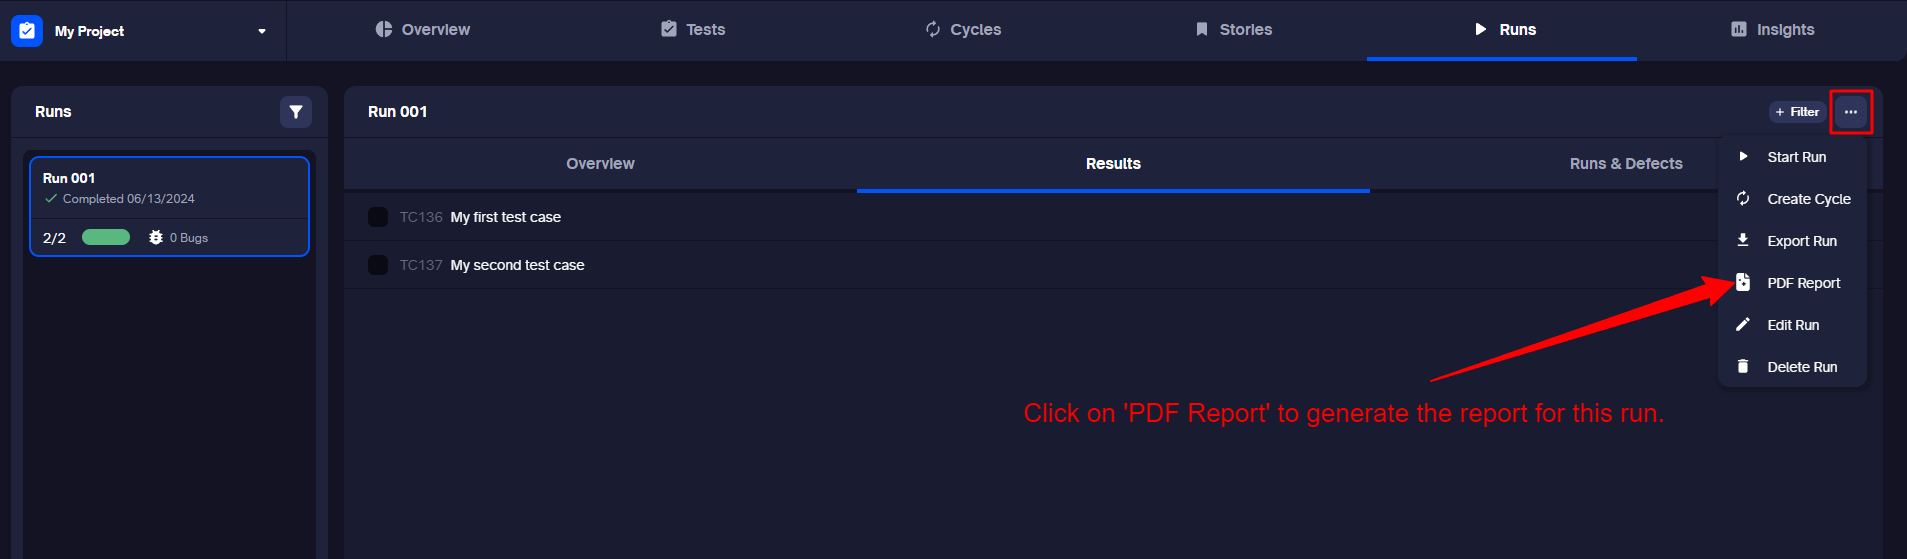 My Project
Overview
Tests
Cycles
Stories
Runs
Insights
Runs
Run 001
Completed 06/13/2024
2/2
0 Bugs
Run 001
+ Filter
Overview
Results
Runs & Defects
TC136 My first test case
TC137 My second test case
Start Run
Create Cycle
Export Run
PDF Report
Edit Run
Delete Run
Click on 'PDF Report' to generate the report for this run.